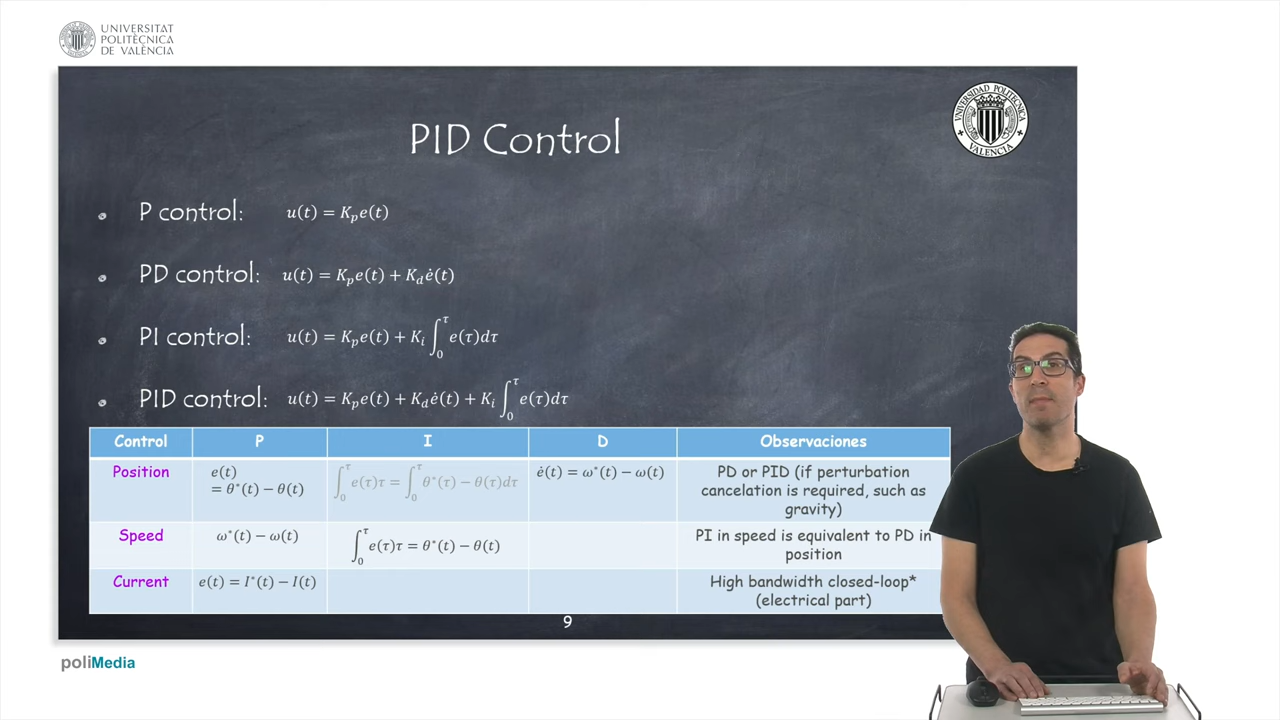 UNIVERSITAT
POLITÈCNICA
DE VALÈNCIA
UNIVERSIDAD POLITECNICA
VALENCIA
PID Control
P control: u(t) = K_p e(t)
PD control: u(t) = K_p e(t) + K_d ė(t)
PI control: u(t) = K_p e(t) + K_i ∫_0^τ e(τ)dτ
PID control: u(t) = K_p e(t) + K_d ė(t) + K_i ∫_0^τ e(τ)dτ
Control P I D Observaciones
Position e(t) = θ*(t) − θ(t) ∫_0^τ e(τ)τ = ∫_0^τ θ*(τ) − θ(τ)dτ ė(t) = ω*(t) − ω(t) PD or PID (if perturbation
cancelation is required, such as
gravity)
Speed ω*(t) − ω(t) ∫_0^τ e(τ)τ = θ*(t) − θ(t) PI in speed is equivalent to PD in
position
Current e(t) = I*(t) − I(t) High bandwidth closed-loop*
(electrical part)
9
poliMedia